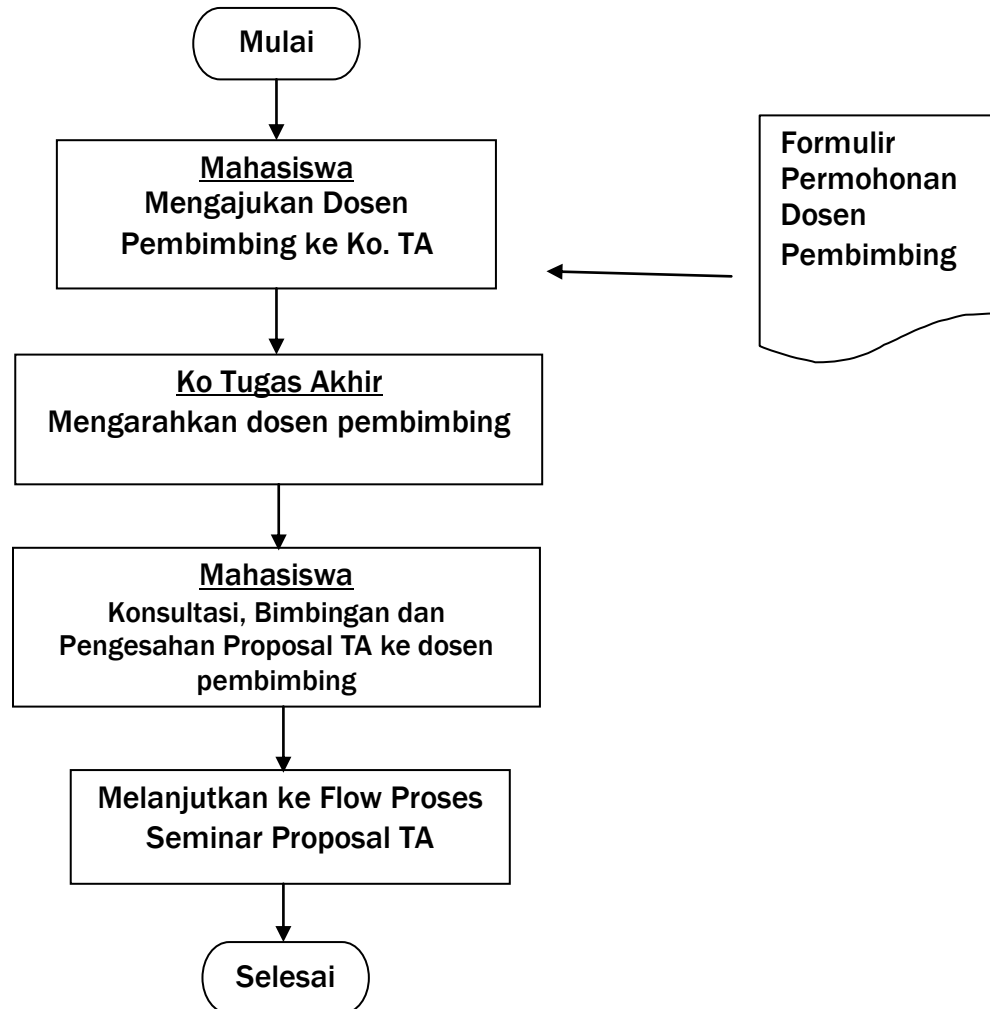 Mulai
Mahasiswa
Mengajukan Dosen
Pembimbing ke Ko. TA
Formulir
Permohonan
Dosen
Pembimbing
Ko Tugas Akhir
Mengarahkan dosen pembimbing
Mahasiswa
Konsultasi, Bimbingan dan
Pengesahan Proposal TA ke dosen
pembimbing
Melanjutkan ke Flow Proses
Seminar Proposal TA
Selesai